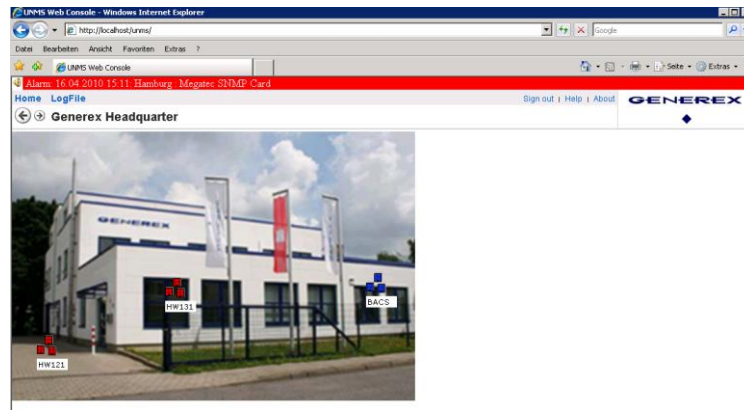 UNMS Web Console - Windows Internet Explorer
http://localhost/unms/
Google
Datei Bearbeiten Ansicht Favoriten Extras ?
UNMS Web Console
Seite Extras
Alarm: 16.04.2010 15:11: Hamburg : Megatec SNMP Card
Home LogFile
Sign out | Help | About
GENEREX
Generex Headquarter
GENEREX
HW131
BACS
HW121